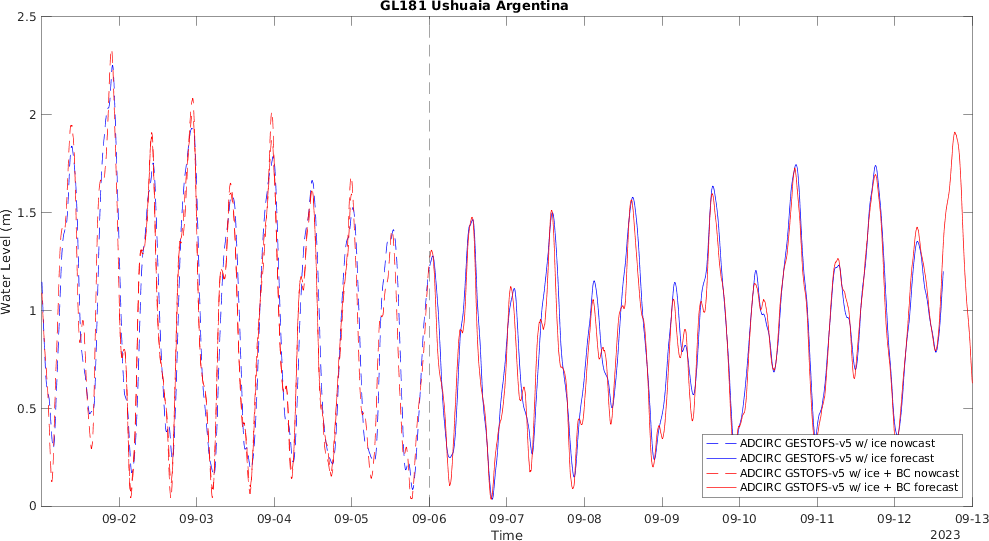 GL181 Ushuaia Argentina
2.5
2
1.5
1
0.5
0
Water Level (m)
09-02 09-03 09-04 09-05 09-06 09-07 09-08 09-09 09-10 09-11 09-12 09-13
Time
2023
ADCIRC GESTOFS-v5 w/ ice nowcast
ADCIRC GESTOFS-v5 w/ ice forecast
ADCIRC GSTOFS-v5 w/ ice + BC nowcast
ADCIRC GSTOFS-v5 w/ ice + BC forecast